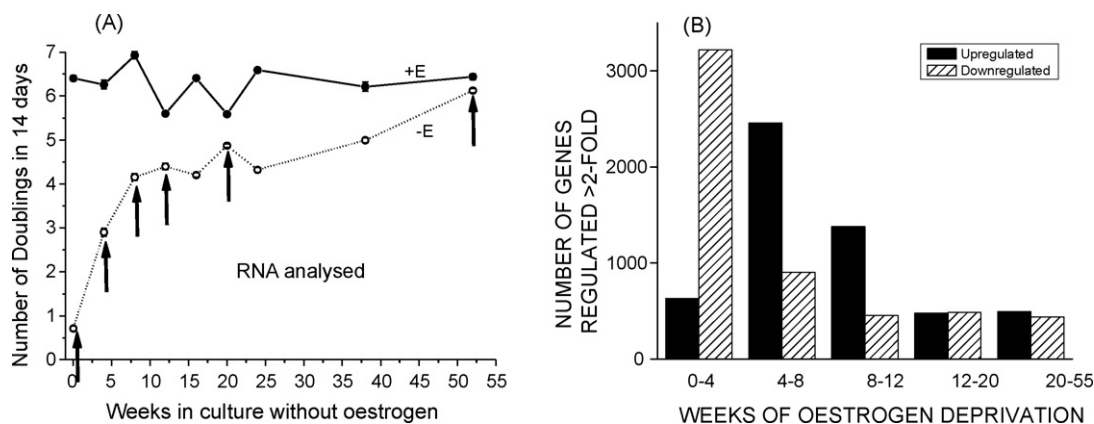 (A)
7
6
5
4
3
2
1
0
Number of Doublings in 14 days
+E
-E
RNA analysed
0 5 10 15 20 25 30 35 40 45 50 55
Weeks in culture without oestrogen
(B)
Upregulated
Downregulated
3000
1000
0
NUMBER OF GENES
REGULATED >2-FOLD
0-4 4-8 8-12 12-20 20-55
WEEKS OF OESTROGEN DEPRIVATION